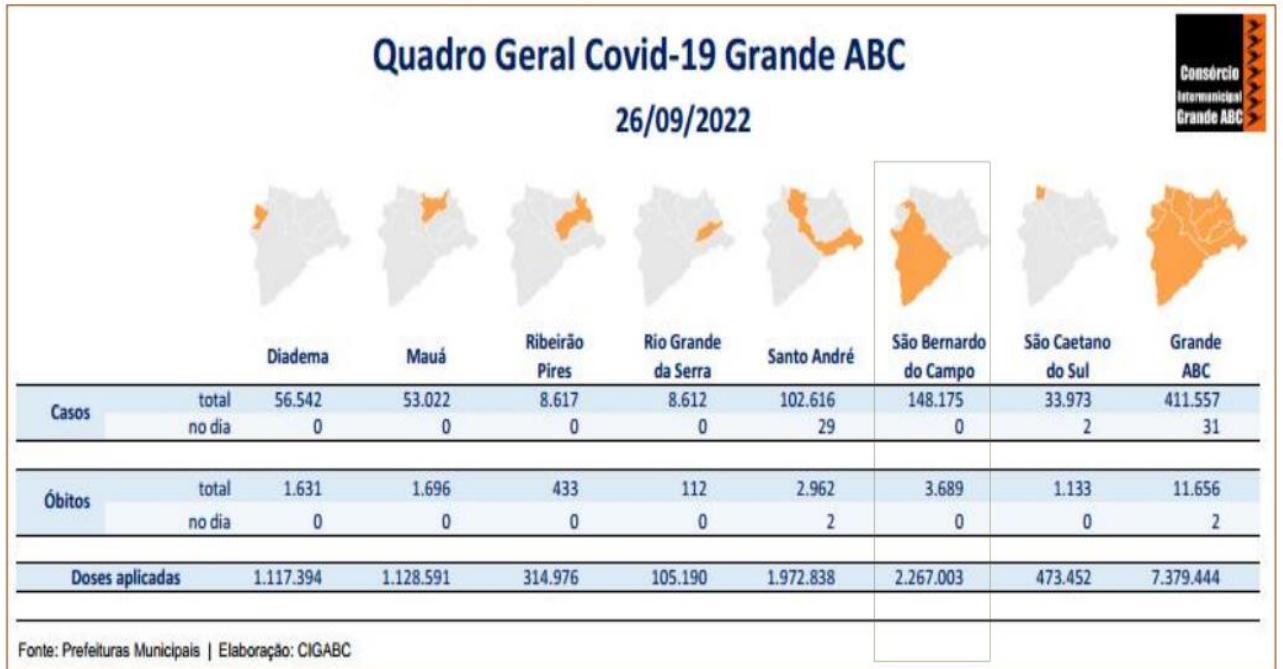 Quadro Geral Covid-19 Grande ABC
26/09/2022
Consórcio
Intermunicipal
Grande ABC
Diadema Mauá Ribeirão Pires Rio Grande da Serra Santo André São Bernardo do Campo São Caetano do Sul Grande ABC
Casos total 56.542 53.022 8.617 8.612 102.616 148.175 33.973 411.557
no dia 0 0 0 0 29 0 2 31
Óbitos total 1.631 1.696 433 112 2.962 3.689 1.133 11.656
no dia 0 0 0 0 2 0 0 2
Doses aplicadas 1.117.394 1.128.591 314.976 105.190 1.972.838 2.267.003 473.452 7.379.444
Fonte: Prefeituras Municipais | Elaboração: CIGABC